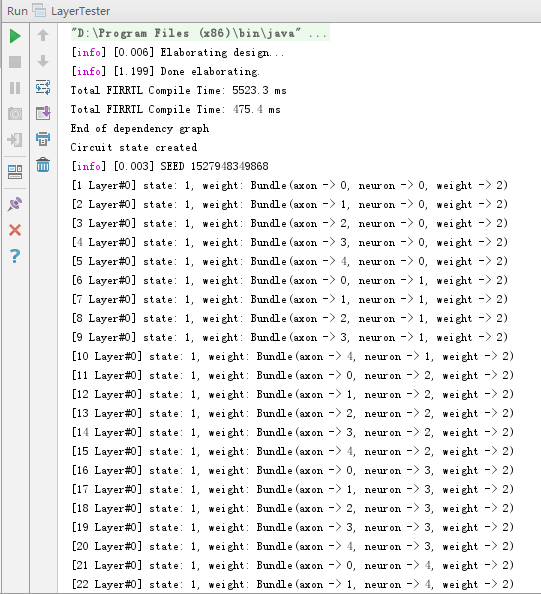 Run LayerTester
"D:\Program Files (x86)\bin\java" ...
[info] [0.006] Elaborating design...
[info] [1.199] Done elaborating.
Total FIRRTL Compile Time: 5523.3 ms
Total FIRRTL Compile Time: 475.4 ms
End of dependency graph
Circuit state created
[info] [0.003] SEED 1527948349868
[1 Layer#0] state: 1, weight: Bundle(axon -> 0, neuron -> 0, weight -> 2)
[2 Layer#0] state: 1, weight: Bundle(axon -> 1, neuron -> 0, weight -> 2)
[3 Layer#0] state: 1, weight: Bundle(axon -> 2, neuron -> 0, weight -> 2)
[4 Layer#0] state: 1, weight: Bundle(axon -> 3, neuron -> 0, weight -> 2)
[5 Layer#0] state: 1, weight: Bundle(axon -> 4, neuron -> 0, weight -> 2)
[6 Layer#0] state: 1, weight: Bundle(axon -> 0, neuron -> 1, weight -> 2)
[7 Layer#0] state: 1, weight: Bundle(axon -> 1, neuron -> 1, weight -> 2)
[8 Layer#0] state: 1, weight: Bundle(axon -> 2, neuron -> 1, weight -> 2)
[9 Layer#0] state: 1, weight: Bundle(axon -> 3, neuron -> 1, weight -> 2)
[10 Layer#0] state: 1, weight: Bundle(axon -> 4, neuron -> 1, weight -> 2)
[11 Layer#0] state: 1, weight: Bundle(axon -> 0, neuron -> 2, weight -> 2)
[12 Layer#0] state: 1, weight: Bundle(axon -> 1, neuron -> 2, weight -> 2)
[13 Layer#0] state: 1, weight: Bundle(axon -> 2, neuron -> 2, weight -> 2)
[14 Layer#0] state: 1, weight: Bundle(axon -> 3, neuron -> 2, weight -> 2)
[15 Layer#0] state: 1, weight: Bundle(axon -> 4, neuron -> 2, weight -> 2)
[16 Layer#0] state: 1, weight: Bundle(axon -> 0, neuron -> 3, weight -> 2)
[17 Layer#0] state: 1, weight: Bundle(axon -> 1, neuron -> 3, weight -> 2)
[18 Layer#0] state: 1, weight: Bundle(axon -> 2, neuron -> 3, weight -> 2)
[19 Layer#0] state: 1, weight: Bundle(axon -> 3, neuron -> 3, weight -> 2)
[20 Layer#0] state: 1, weight: Bundle(axon -> 4, neuron -> 3, weight -> 2)
[21 Layer#0] state: 1, weight: Bundle(axon -> 0, neuron -> 4, weight -> 2)
[22 Layer#0] state: 1, weight: Bundle(axon -> 1, neuron -> 4, weight -> 2)